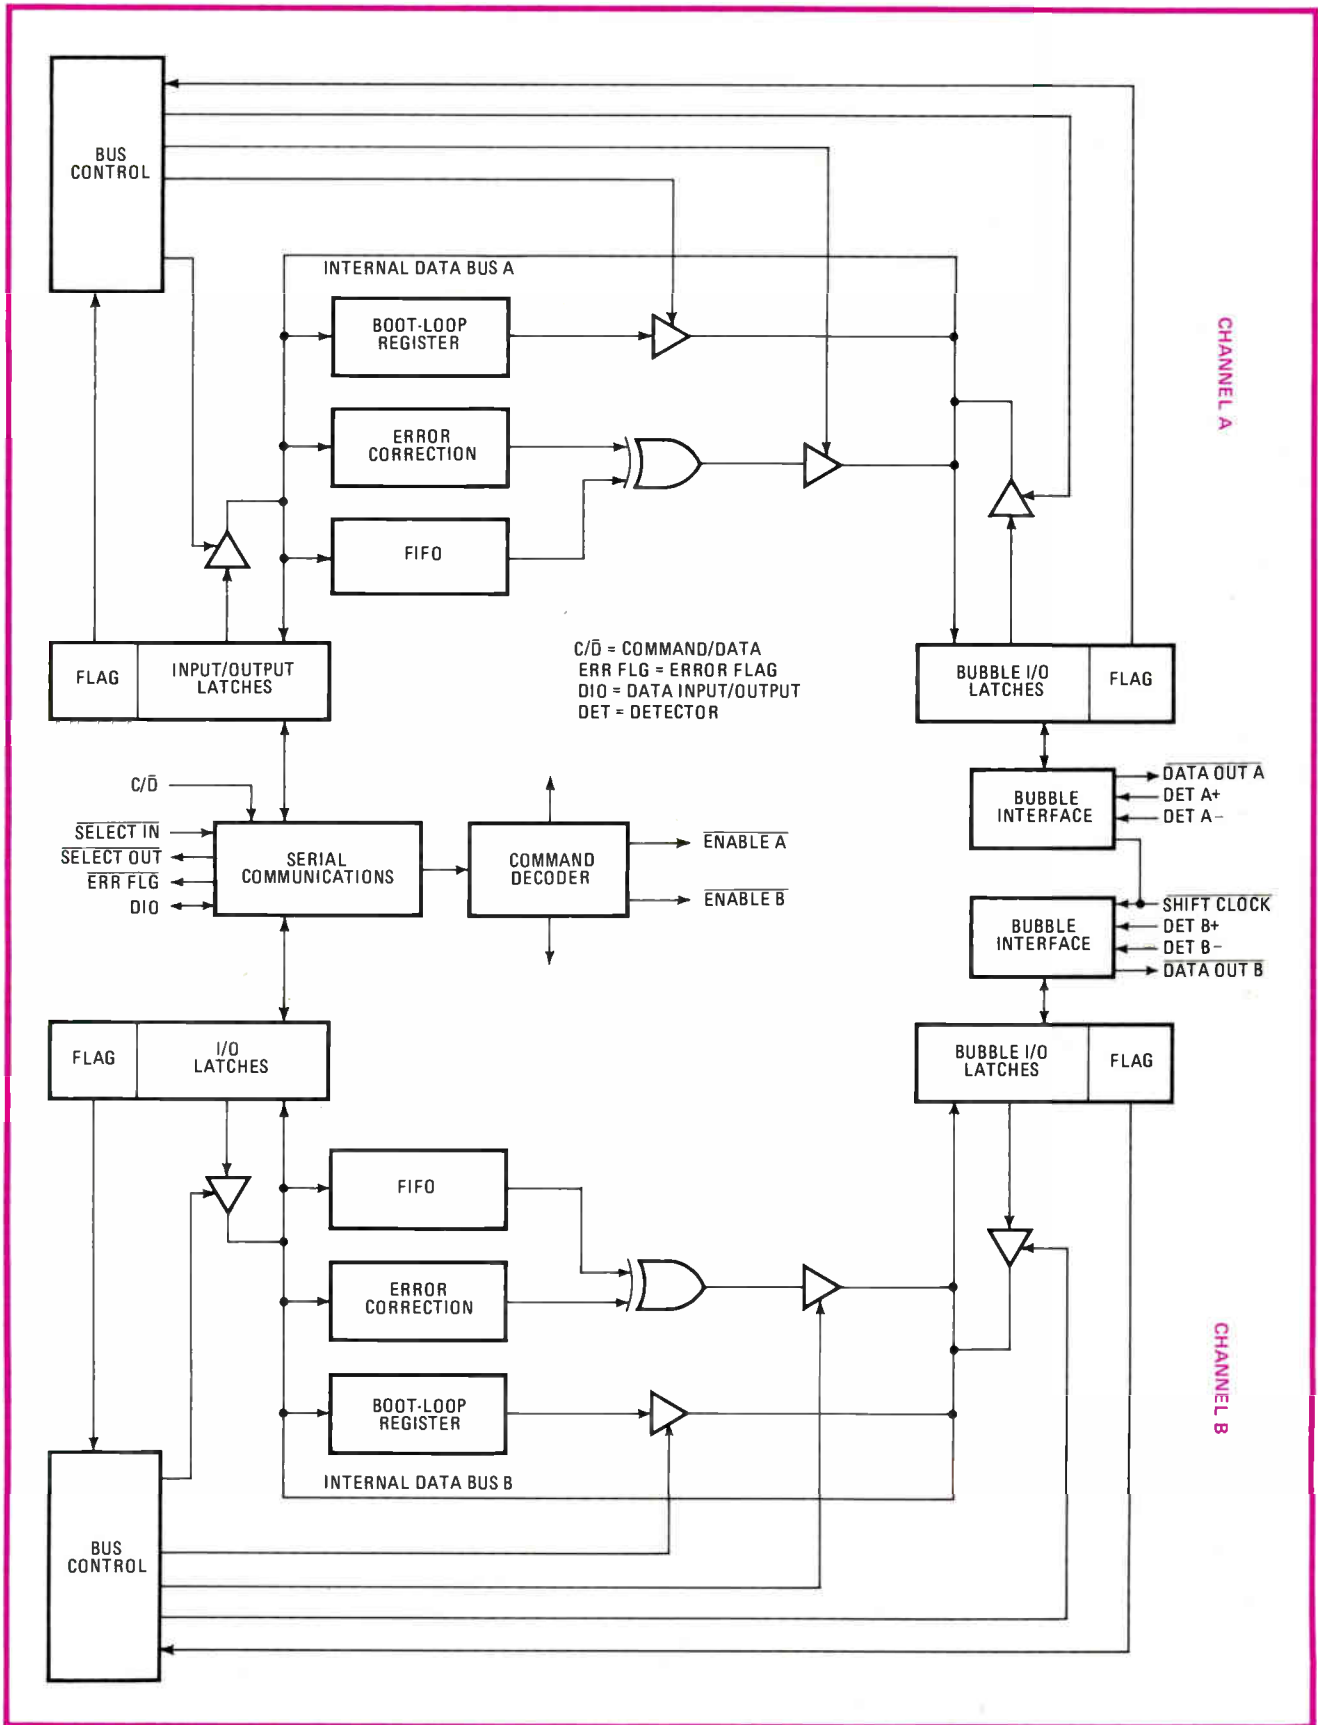 BUS
CONTROL
INTERNAL DATA BUS A
BOOT-LOOP
REGISTER
ERROR
CORRECTION
FIFO
CHANNEL A
FLAG
INPUT/OUTPUT
LATCHES
C/D̅ = COMMAND/DATA
ERR FLG = ERROR FLAG
DIO = DATA INPUT/OUTPUT
DET = DETECTOR
BUBBLE I/O
LATCHES
FLAG
C/D̅
SELECT IN
SELECT OUT
ERR FLG
DIO
SERIAL
COMMUNICATIONS
COMMAND
DECODER
ENABLE A
ENABLE B
BUBBLE
INTERFACE
DATA OUT A
DET A+
DET A-
BUBBLE
INTERFACE
SHIFT CLOCK
DET B+
DET B-
DATA OUT B
FLAG
I/O
LATCHES
BUBBLE I/O
LATCHES
FLAG
FIFO
ERROR
CORRECTION
BOOT-LOOP
REGISTER
INTERNAL DATA BUS B
CHANNEL B
BUS
CONTROL